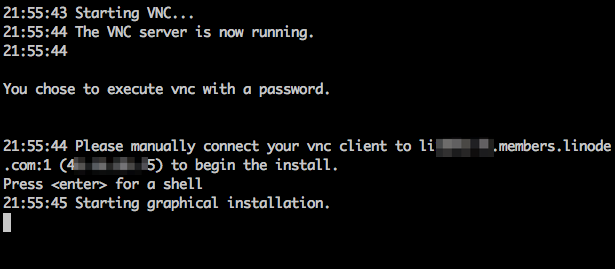 21:55:43 Starting VNC...
21:55:44 The VNC server is now running.
21:55:44
You chose to execute vnc with a password.
21:55:44 Please manually connect your vnc client to li .members.linode
.com:1 (4 5) to begin the install.
Press <enter> for a shell
21:55:45 Starting graphical installation.